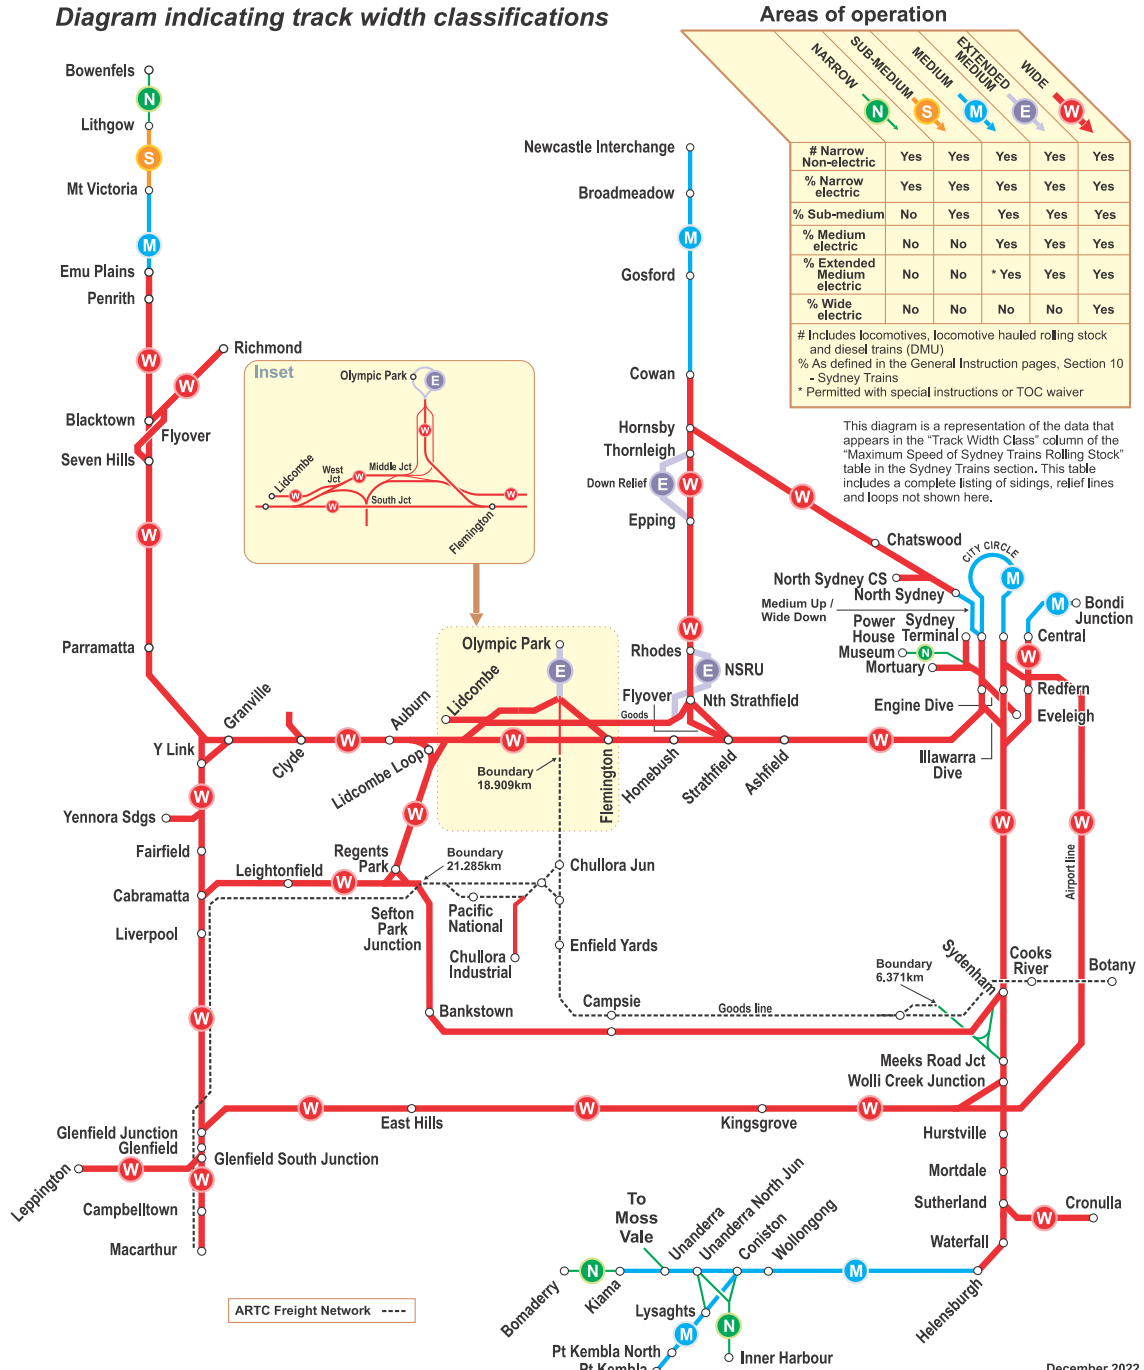 Diagram indicating track width classifications
Areas of operation
NARROW
SUB-MEDIUM
MEDIUM
EXTENDED
MEDIUM
WIDE
N
S
M
E
W
# Narrow
Non-electric
Yes Yes Yes Yes Yes
% Narrow
electric
Yes Yes Yes Yes Yes
% Sub-medium
No Yes Yes Yes Yes
% Medium
electric
No No Yes Yes Yes
% Extended
Medium
electric
No No * Yes Yes Yes
% Wide
electric
No No No No Yes
# Includes locomotives, locomotive hauled rolling stock
and diesel trains (DMU)
% As defined in the General Instruction pages, Section 10
- Sydney Trains
* Permitted with special instructions or TOC waiver
This diagram is a representation of the data that
appears in the “Track Width Class” column of the
“Maximum Speed of Sydney Trains Rolling Stock”
table in the Sydney Trains section. This table
includes a complete listing of sidings, relief lines
and loops not shown here.
Bowenfels
N
Lithgow
S
Mt Victoria
M
Emu Plains
Penrith
W
Richmond
W
Blacktown
Flyover
Seven Hills
W
Parramatta
Inset
Olympic Park
E
W
Lidcombe
West
Jct
Middle Jct
W
W
W
South Jct
W
Flemington
Newcastle Interchange
Broadmeadow
M
Gosford
Cowan
Hornsby
Thornleigh
Down Relief
E
W
Epping
W
Chatswood
North Sydney CS
North Sydney
CITY CIRCLE
M
Medium Up /
Wide Down
M
Bondi
Junction
Power
House
Sydney
Terminal
Central
Museum
N
Mortuary
W
Redfern
Engine Dive
Eveleigh
Illawarra
Dive
W
Rhodes
E
NSRU
Flyover
Nth Strathfield
Goods
Olympic Park
E
Lidcombe
Auburn
Granville
Y Link
Clyde
W
Lidcombe Loop
W
Boundary
18.909km
Flemington
Homebush
Strathfield
Ashfield
W
W
Yennora Sdgs
Fairfield
W
W
W
Regents
Park
Boundary
21.285km
Chullora Jun
Leightonfield
W
Cabramatta
Sefton
Park
Junction
Pacific
National
Airport line
Liverpool
Chullora
Industrial
Enfield Yards
Boundary
6.371km
Sydenham
Cooks
River
Botany
W
Bankstown
Campsie
Goods line
Meeks Road Jct
Wolli Creek Junction
W
W
W
East Hills
Kingsgrove
Hurstville
Glenfield Junction
Glenfield
Glenfield South Junction
Leppington
W
W
Mortdale
Campbelltown
Sutherland
W
Cronulla
Macarthur
Waterfall
To
Moss
Vale
Unanderra
Unanderra North Jun
Coniston
Wollongong
Bomaderry
N
Kiama
M
Helensburgh
Lysaghts
M
N
Pt Kembla North
Inner Harbour
Pt Kembla
ARTC Freight Network
December 2022